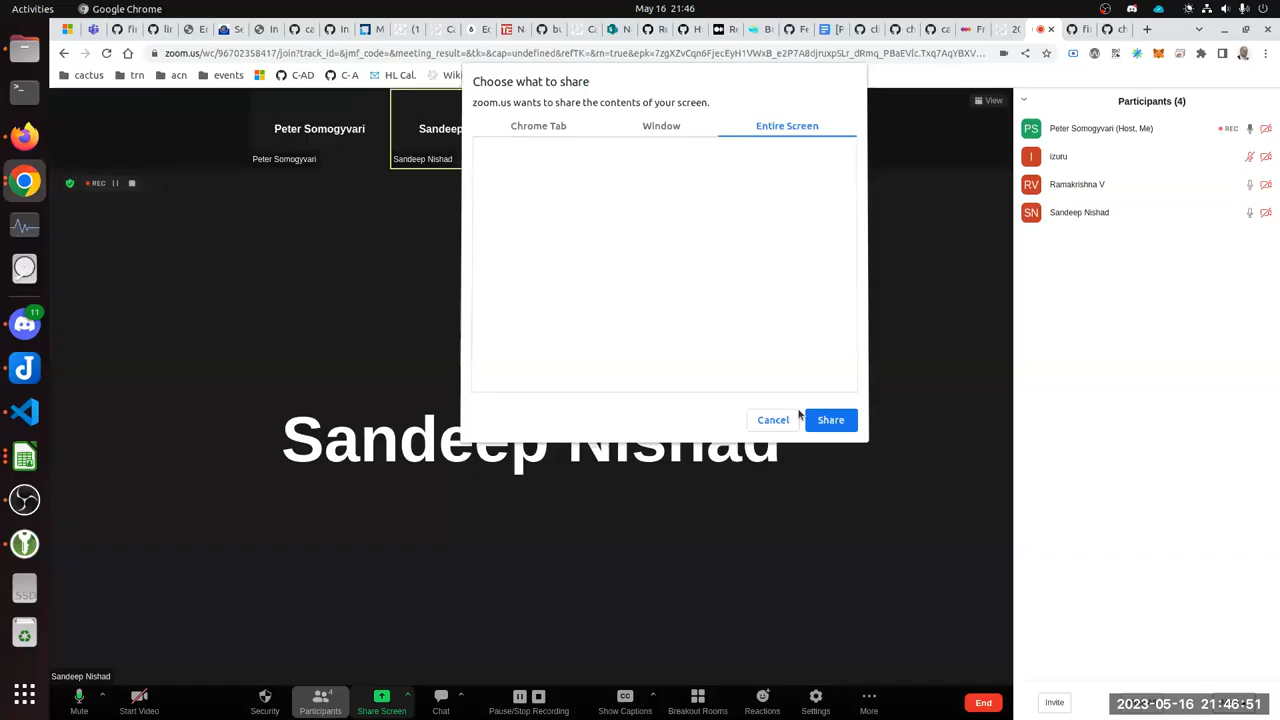 Activities
Google Chrome
May 16 21:46
zoom.us/wc/96702358417/join?track_id=&jmf_code=&meeting_result=&tk=&cap=undefined&refTK=&rn=true&epk=
cactus
trn
acn
events
C-AD
C- A
HL Cal.
Wiki
Choose what to share
zoom.us wants to share the contents of your screen.
Chrome Tab
Window
Entire Screen
Cancel
Share
Peter Somogyvari
Peter Somogyvari
Sandeep Nishad
View
REC
Sandeep Nishad
Sandeep Nishad
Participants (4)
PS
Peter Somogyvari (Host, Me)
REC
I
izuru
RV
Ramakrishna V
SN
Sandeep Nishad
11
SSD
Mute
Start Video
Security
4
Participants
Share Screen
Chat
Pause/Stop Recording
CC
Show Captions
Breakout Rooms
Reactions
Settings
More
End
Invite
2023-05-16 21:46:51